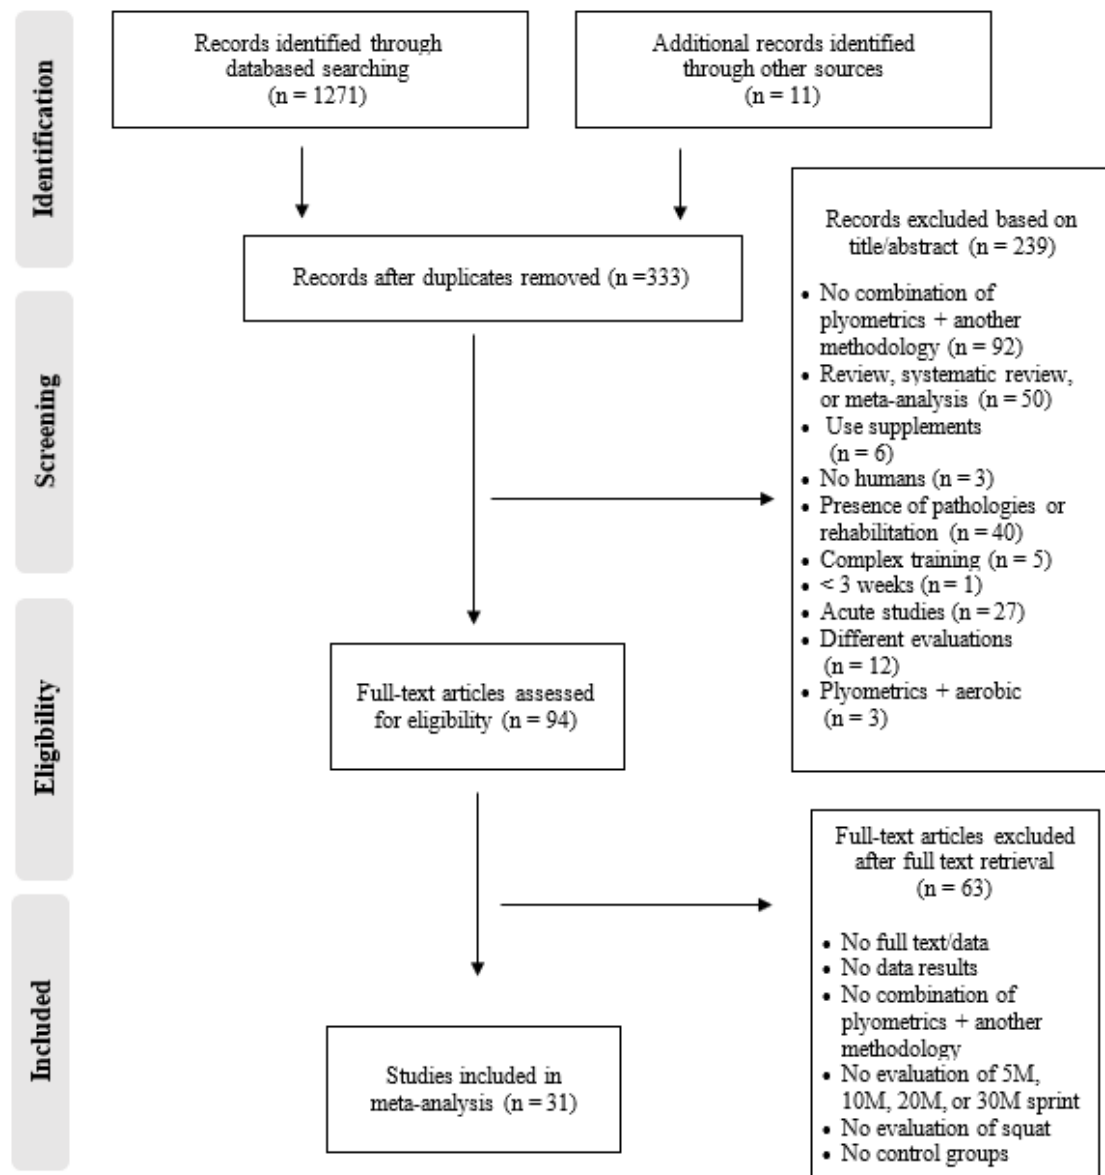 Identification
Records identified through
databased searching
(n = 1271)
Additional records identified
through other sources
(n = 11)
Records after duplicates removed (n =333)
Screening
Records excluded based on
title/abstract (n = 239)
• No combination of
plyometrics + another
methodology (n = 92)
• Review, systematic review,
or meta-analysis (n = 50)
• Use supplements
(n = 6)
• No humans (n = 3)
• Presence of pathologies or
rehabilitation (n = 40)
• Complex training (n = 5)
• < 3 weeks (n = 1)
• Acute studies (n = 27)
• Different evaluations
(n = 12)
• Plyometrics + aerobic
(n = 3)
Eligibility
Full-text articles assessed
for eligibility (n = 94)
Full-text articles excluded
after full text retrieval
(n = 63)
• No full text/data
• No data results
• No combination of
plyometrics + another
methodology
• No evaluation of 5M,
10M, 20M, or 30M sprint
• No evaluation of squat
• No control groups
Included
Studies included in
meta-analysis (n = 31)